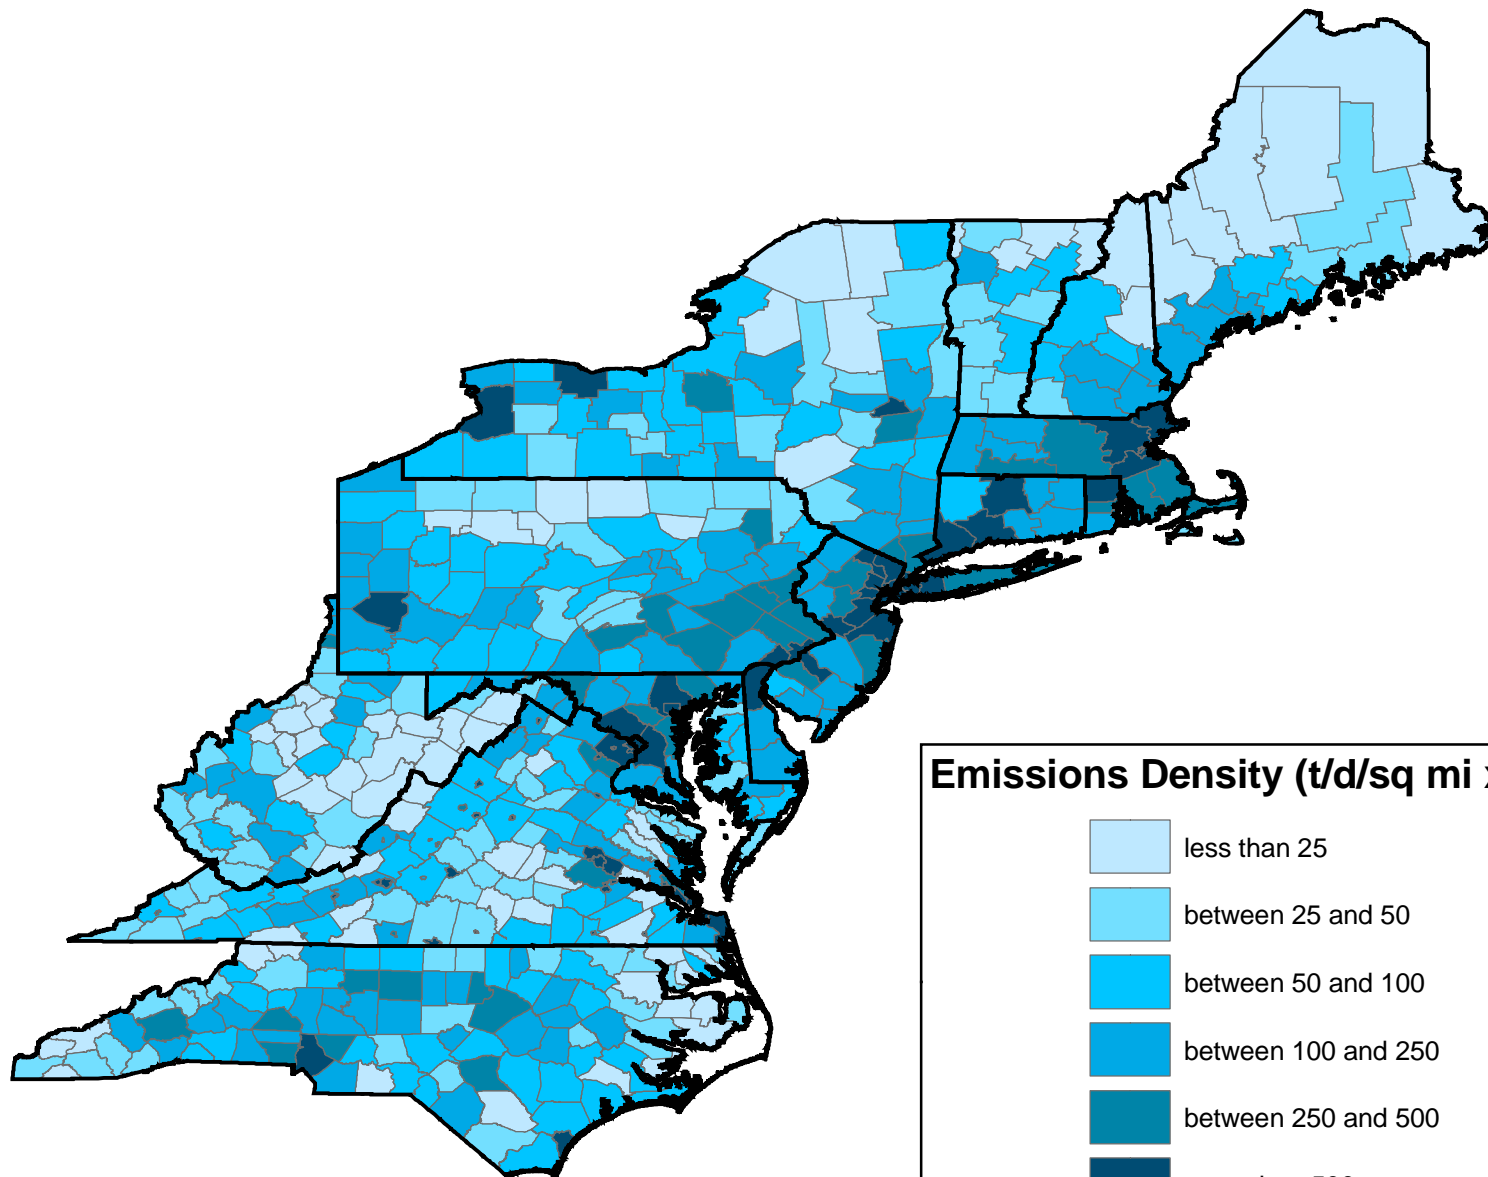 Emissions Density (t/d/sq mi
less than 25
between 25 and 50
between 50 and 100
between 100 and 250
between 250 and 500